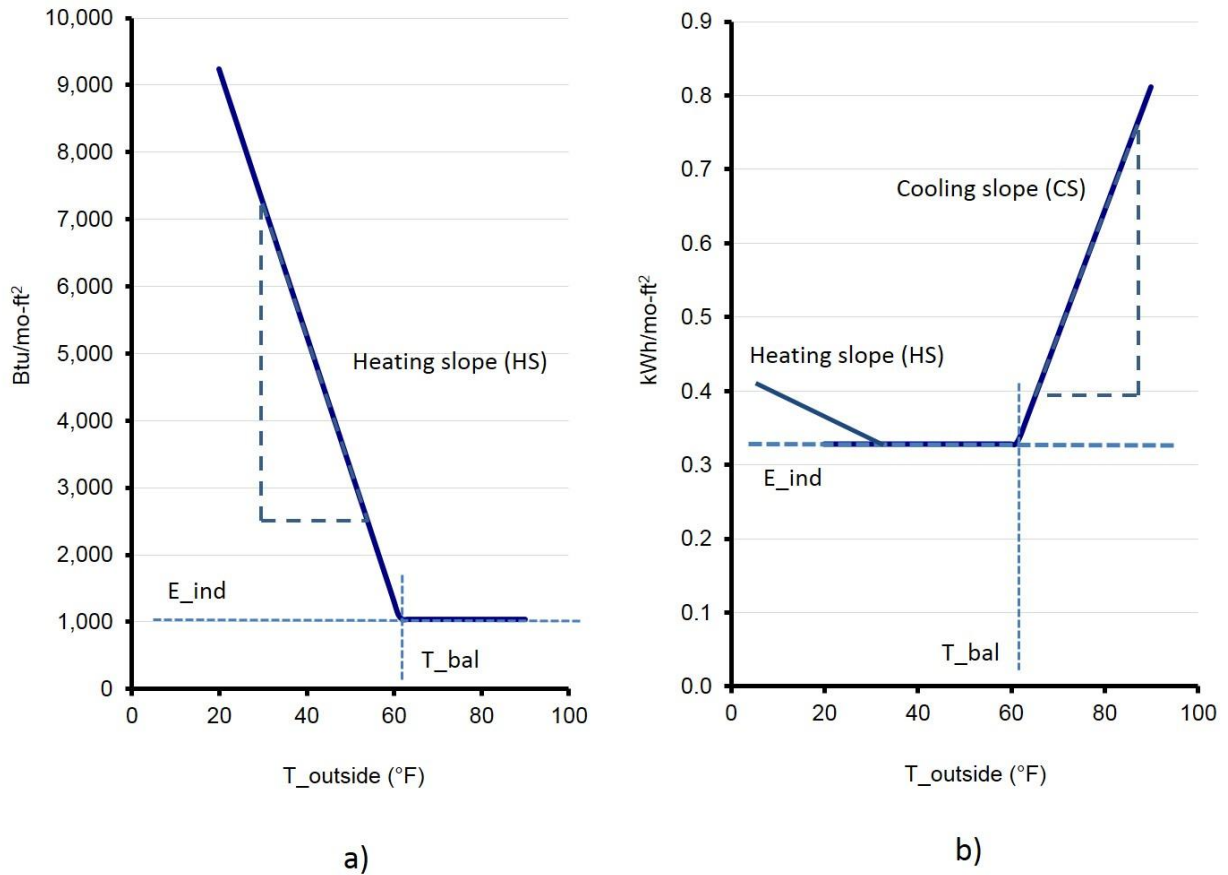 10,000
9,000
8,000
7,000
6,000
5,000
4,000
3,000
2,000
1,000
0
Btu/mo-ft²
Heating slope (HS)
E_ind
T_bal
0 20 40 60 80 100
T_outside (°F)
a)
0.9
0.8
0.7
0.6
0.5
0.4
0.3
0.2
0.1
0.0
kWh/mo-ft²
Cooling slope (CS)
Heating slope (HS)
E_ind
T_bal
0 20 40 60 80 100
T_outside (°F)
b)